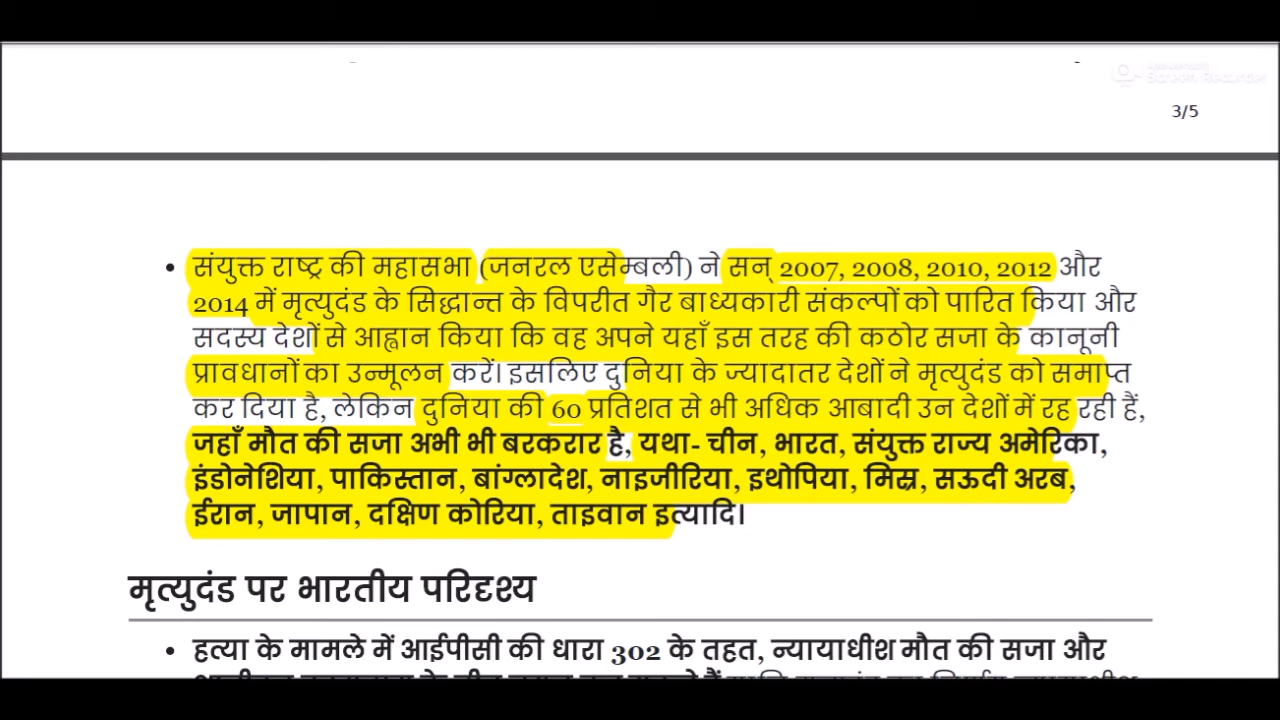 Screen Recorder
3/5
• संयुक्त राष्ट्र की महासभा (जनरल एसेम्बली) ने सन् 2007, 2008, 2010, 2012 और
2014 में मृत्युदंड के सिद्धान्त के विपरीत गैर बाध्यकारी संकल्पों को पारित किया और
सदस्य देशों से आह्वान किया कि वह अपने यहाँ इस तरह की कठोर सजा के कानूनी
प्रावधानों का उन्मूलन करें। इसलिए दुनिया के ज्यादातर देशों ने मृत्युदंड को समाप्त
कर दिया है, लेकिन दुनिया की 60 प्रतिशत से भी अधिक आबादी उन देशों में रह रही हैं,
जहाँ मौत की सजा अभी भी बरकरार है, यथा- चीन, भारत, संयुक्त राज्य अमेरिका,
इंडोनेशिया, पाकिस्तान, बांग्लादेश, नाइजीरिया, इथोपिया, मिस्र, सऊदी अरब,
ईरान, जापान, दक्षिण कोरिया, ताइवान इत्यादि।
मृत्युदंड पर भारतीय परिदृश्य
• हत्या के मामले में आईपीसी की धारा 302 के तहत, न्यायाधीश मौत की सजा और